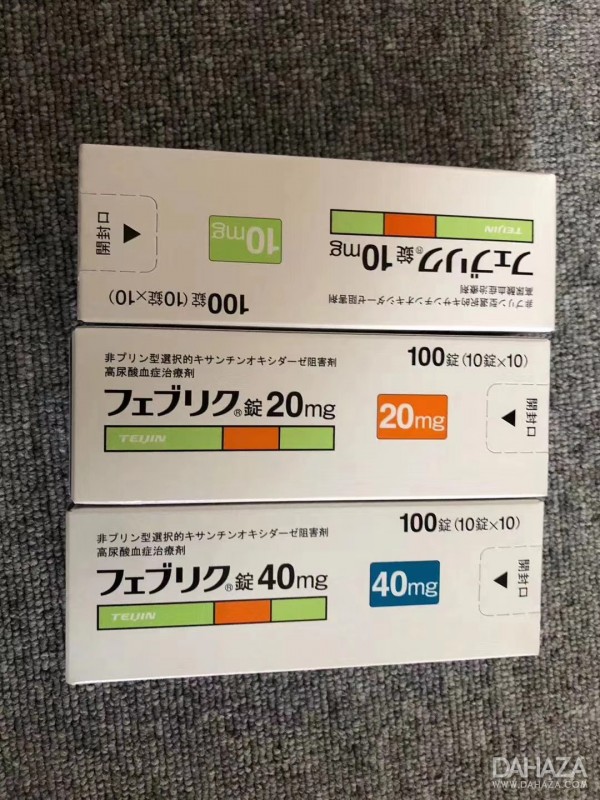 非プリン型選択的キサンチンオキシダーゼ阻害剤
高尿酸血症治療剤
フェブリク®錠10mg
TEIJIN
10mg
100錠(10錠×10)
開封口
非プリン型選択的キサンチンオキシダーゼ阻害剤
高尿酸血症治療剤
フェブリク®錠20mg
TEIJIN
20mg
100錠(10錠×10)
開封口
非プリン型選択的キサンチンオキシダーゼ阻害剤
高尿酸血症治療剤
フェブリク®錠40mg
TEIJIN
40mg
100錠(10錠×10)
開封口
DAHAZA
WWW.DAHAZA.COM